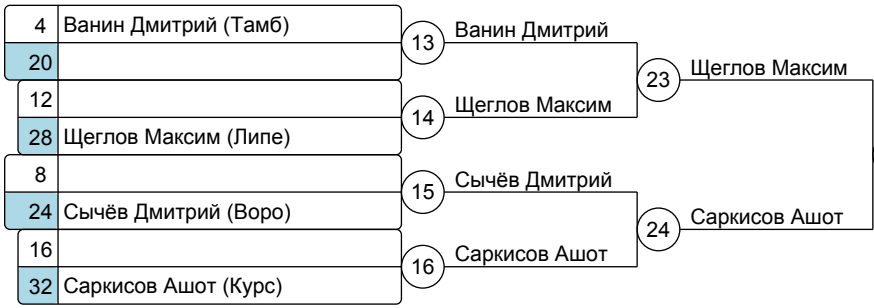 4 Ванин Дмитрий (Тамб)
20
12
28 Щеглов Максим (Липе)
8
24 Сычёв Дмитрий (Воро)
16
32 Саркисов Ашот (Курс)
13 Ванин Дмитрий
14 Щеглов Максим
15 Сычёв Дмитрий
16 Саркисов Ашот
23 Щеглов Максим
24 Саркисов Ашот